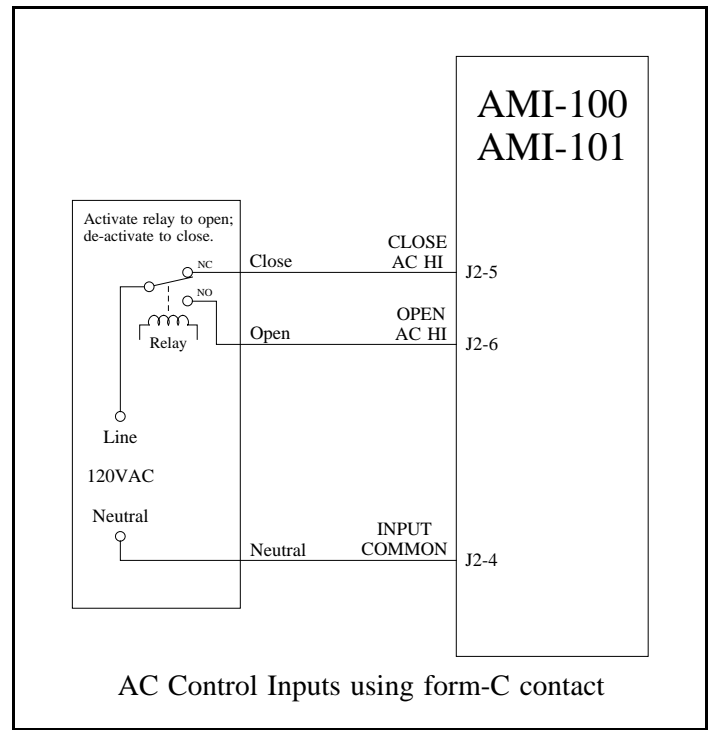 AMI-100
AMI-101
Activate relay to open;
de-activate to close.
NC
Close
CLOSE
AC HI
J2-5
NO
Relay
Open
OPEN
AC HI
J2-6
Line
120VAC
Neutral
Neutral
INPUT
COMMON
J2-4
AC Control Inputs using form-C contact